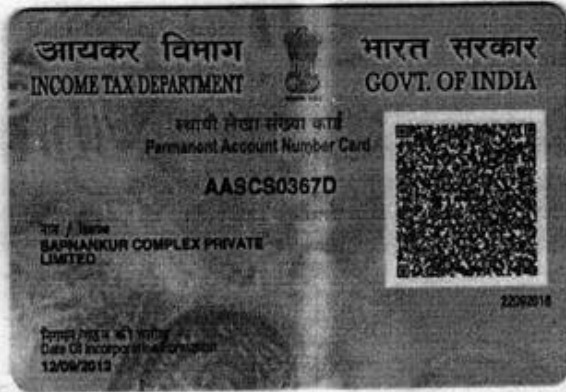 आयकर विभाग
INCOME TAX DEPARTMENT
भारत सरकार
GOVT. OF INDIA
स्थायी लेखा संख्या कार्ड
Permanent Account Number Card
AASCS0367D
नाम / Name
SAPNANKUR COMPLEX PRIVATE
LIMITED
22092018
Date Of Incorporation/Formation
12/09/2012